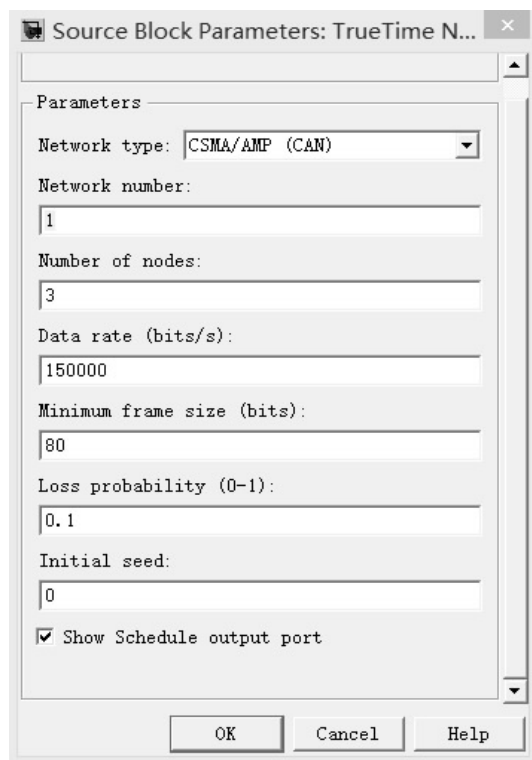 Source Block Parameters: TrueTime N...
Parameters
Network type: CSMA/AMP (CAN)
Network number:
1
Number of nodes:
3
Data rate (bits/s):
150000
Minimum frame size (bits):
80
Loss probability (0-1):
0.1
Initial seed:
0
Show Schedule output port
OK Cancel Help